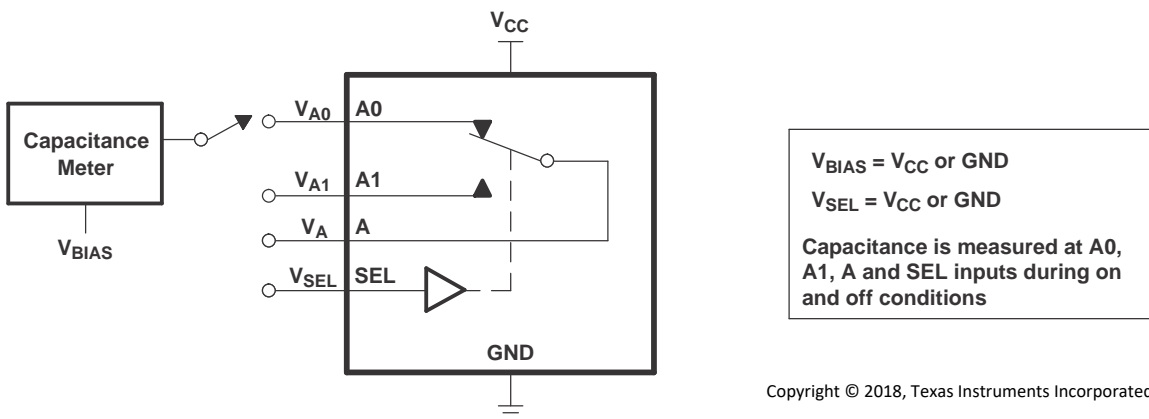 VCC
VA0 A0
Capacitance
Meter
VA1 A1
VA A
VBIAS
VSEL SEL
GND
VBIAS = VCC or GND
VSEL = VCC or GND
Capacitance is measured at A0,
A1, A and SEL inputs during on
and off conditions
Copyright © 2018, Texas Instruments Incorporated